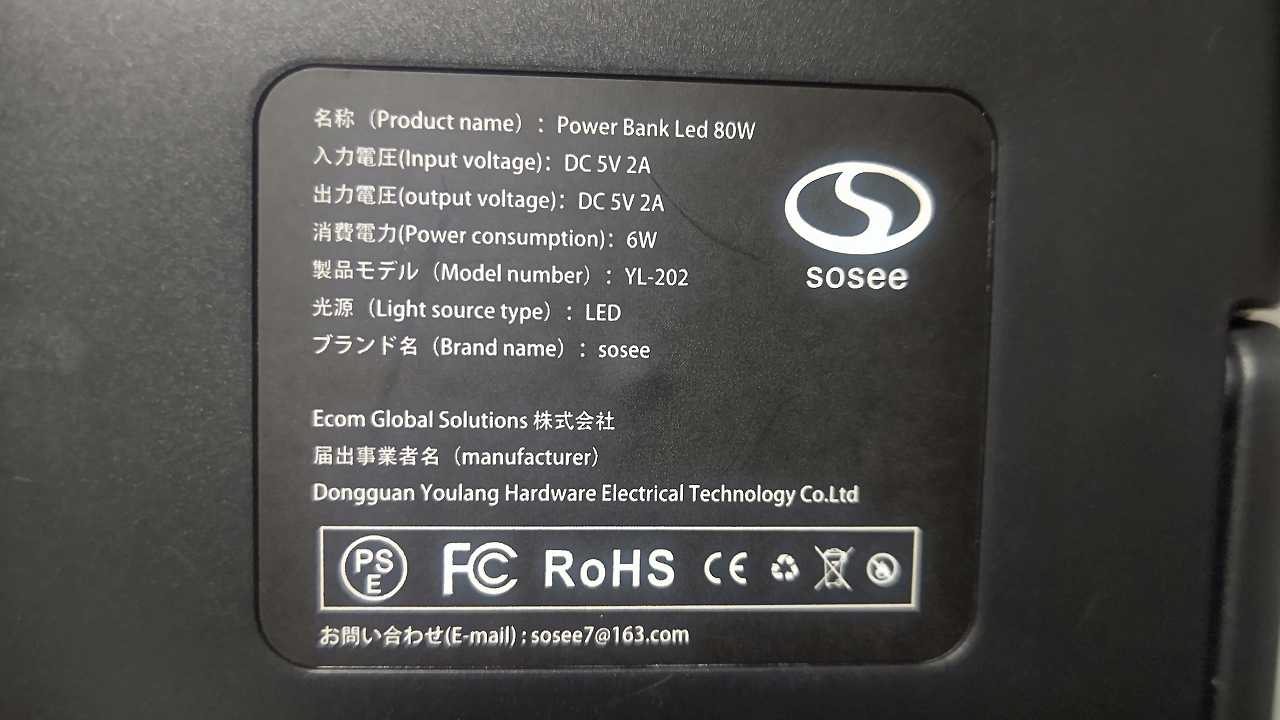 名称（Product name）：Power Bank Led 80W
入力電圧(Input voltage)：DC 5V 2A
出力電圧(output voltage)：DC 5V 2A
消費電力(Power consumption)：6W
製品モデル（Model number）：YL-202
光源（Light source type）：LED
ブランド名（Brand name）：sosee
sosee
Ecom Global Solutions 株式会社
届出事業者名（manufacturer）
Dongguan Youlang Hardware Electrical Technology Co.Ltd
PSE FC RoHS CE
お問い合わせ(E-mail) ; sosee7@163.com